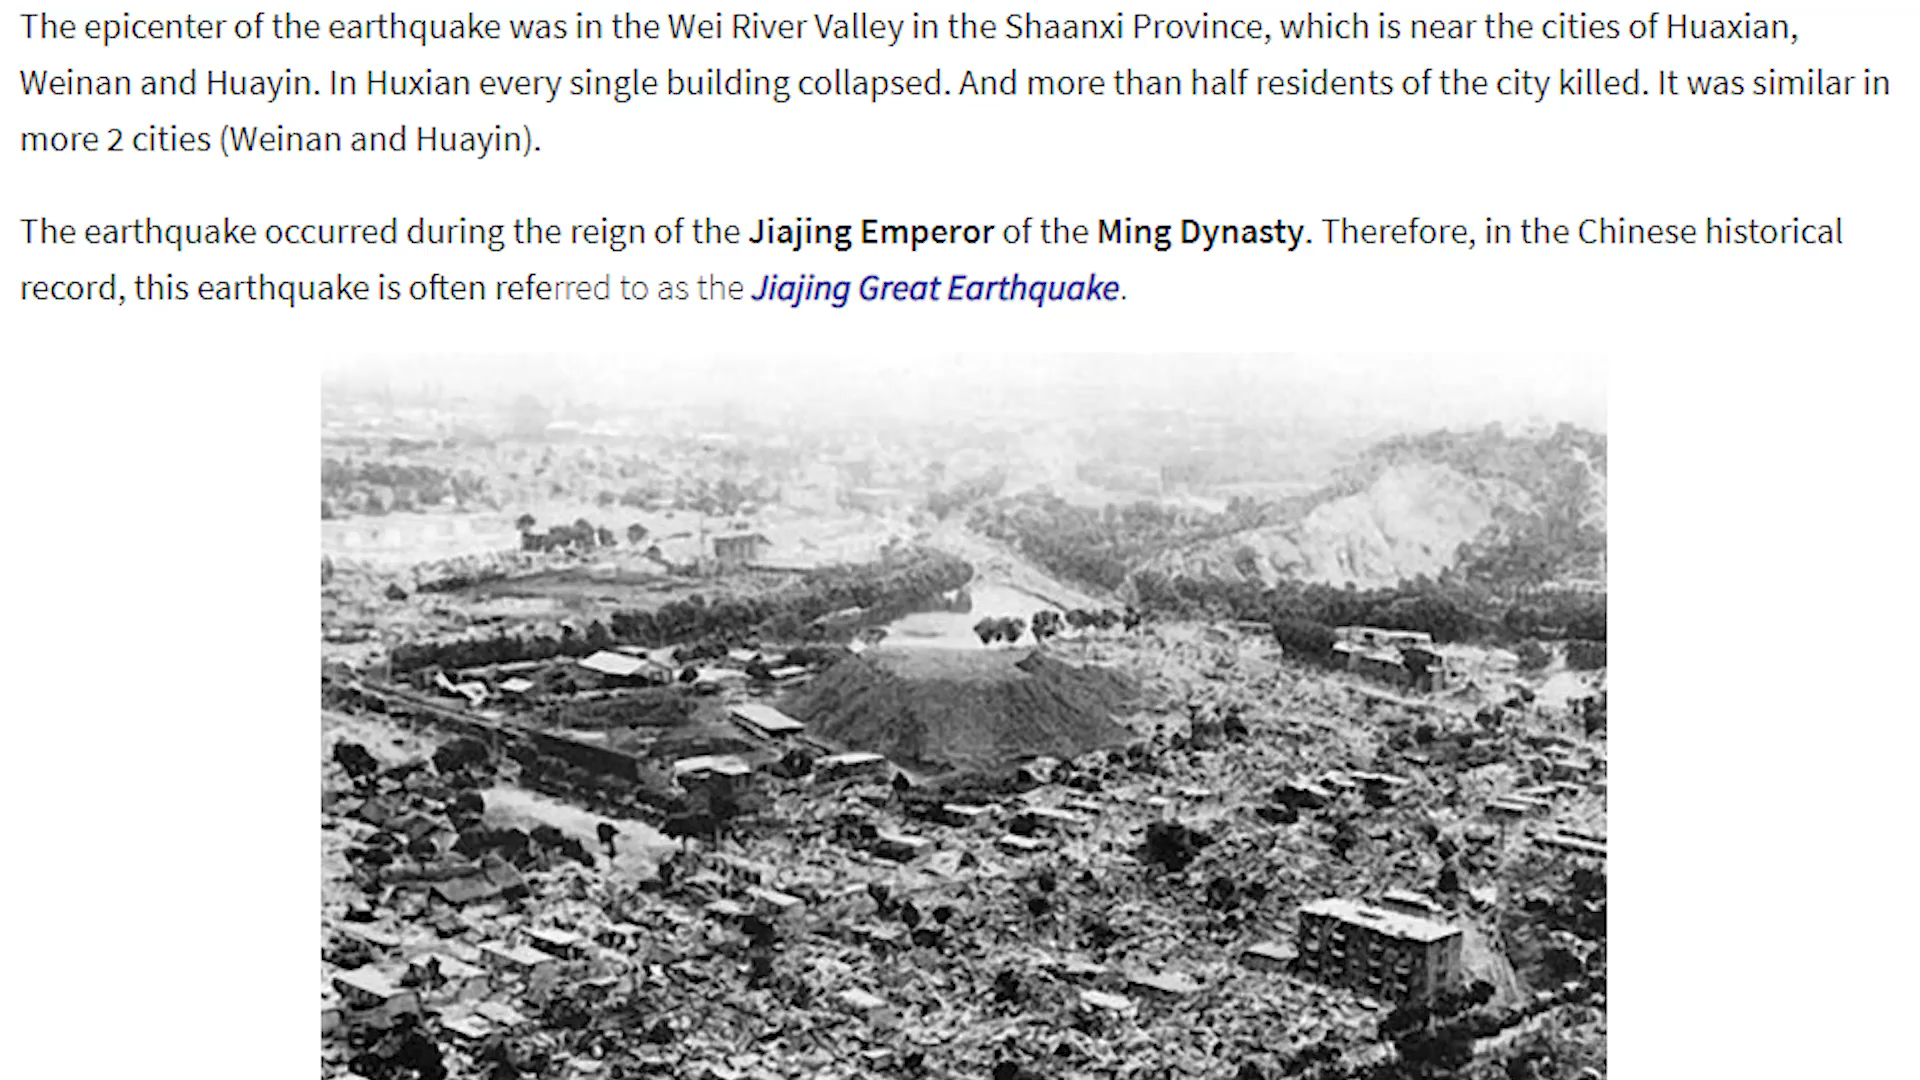 The epicenter of the earthquake was in the Wei River Valley in the Shaanxi Province, which is near the cities of Huaxian,
Weinan and Huayin. In Huxian every single building collapsed. And more than half residents of the city killed. It was similar in
more 2 cities (Weinan and Huayin).
The earthquake occurred during the reign of the Jiajing Emperor of the Ming Dynasty. Therefore, in the Chinese historical
record, this earthquake is often referred to as the Jiajing Great Earthquake.